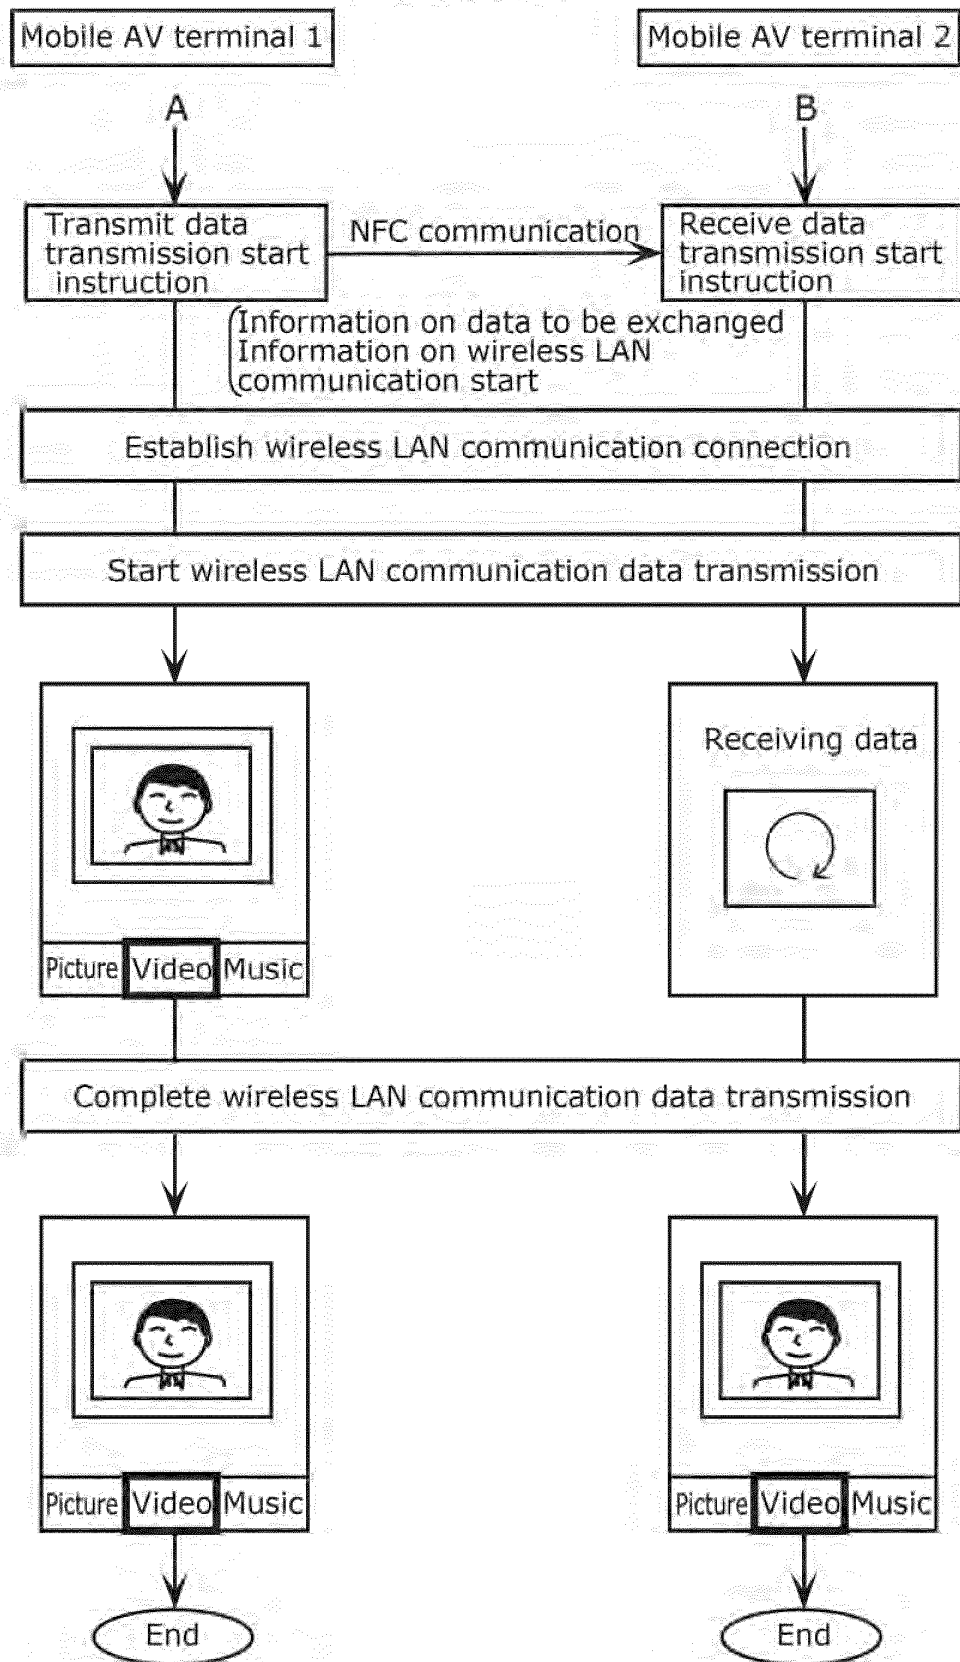 Mobile AV terminal 1
Mobile AV terminal 2
A
B
Transmit data
transmission start
instruction
NFC communication
Receive data
transmission start
instruction
Information on data to be exchanged
Information on wireless LAN
communication start
Establish wireless LAN communication connection
Start wireless LAN communication data transmission
Receiving data
Picture Video Music
Complete wireless LAN communication data transmission
Picture Video Music
Picture Video Music
End
End